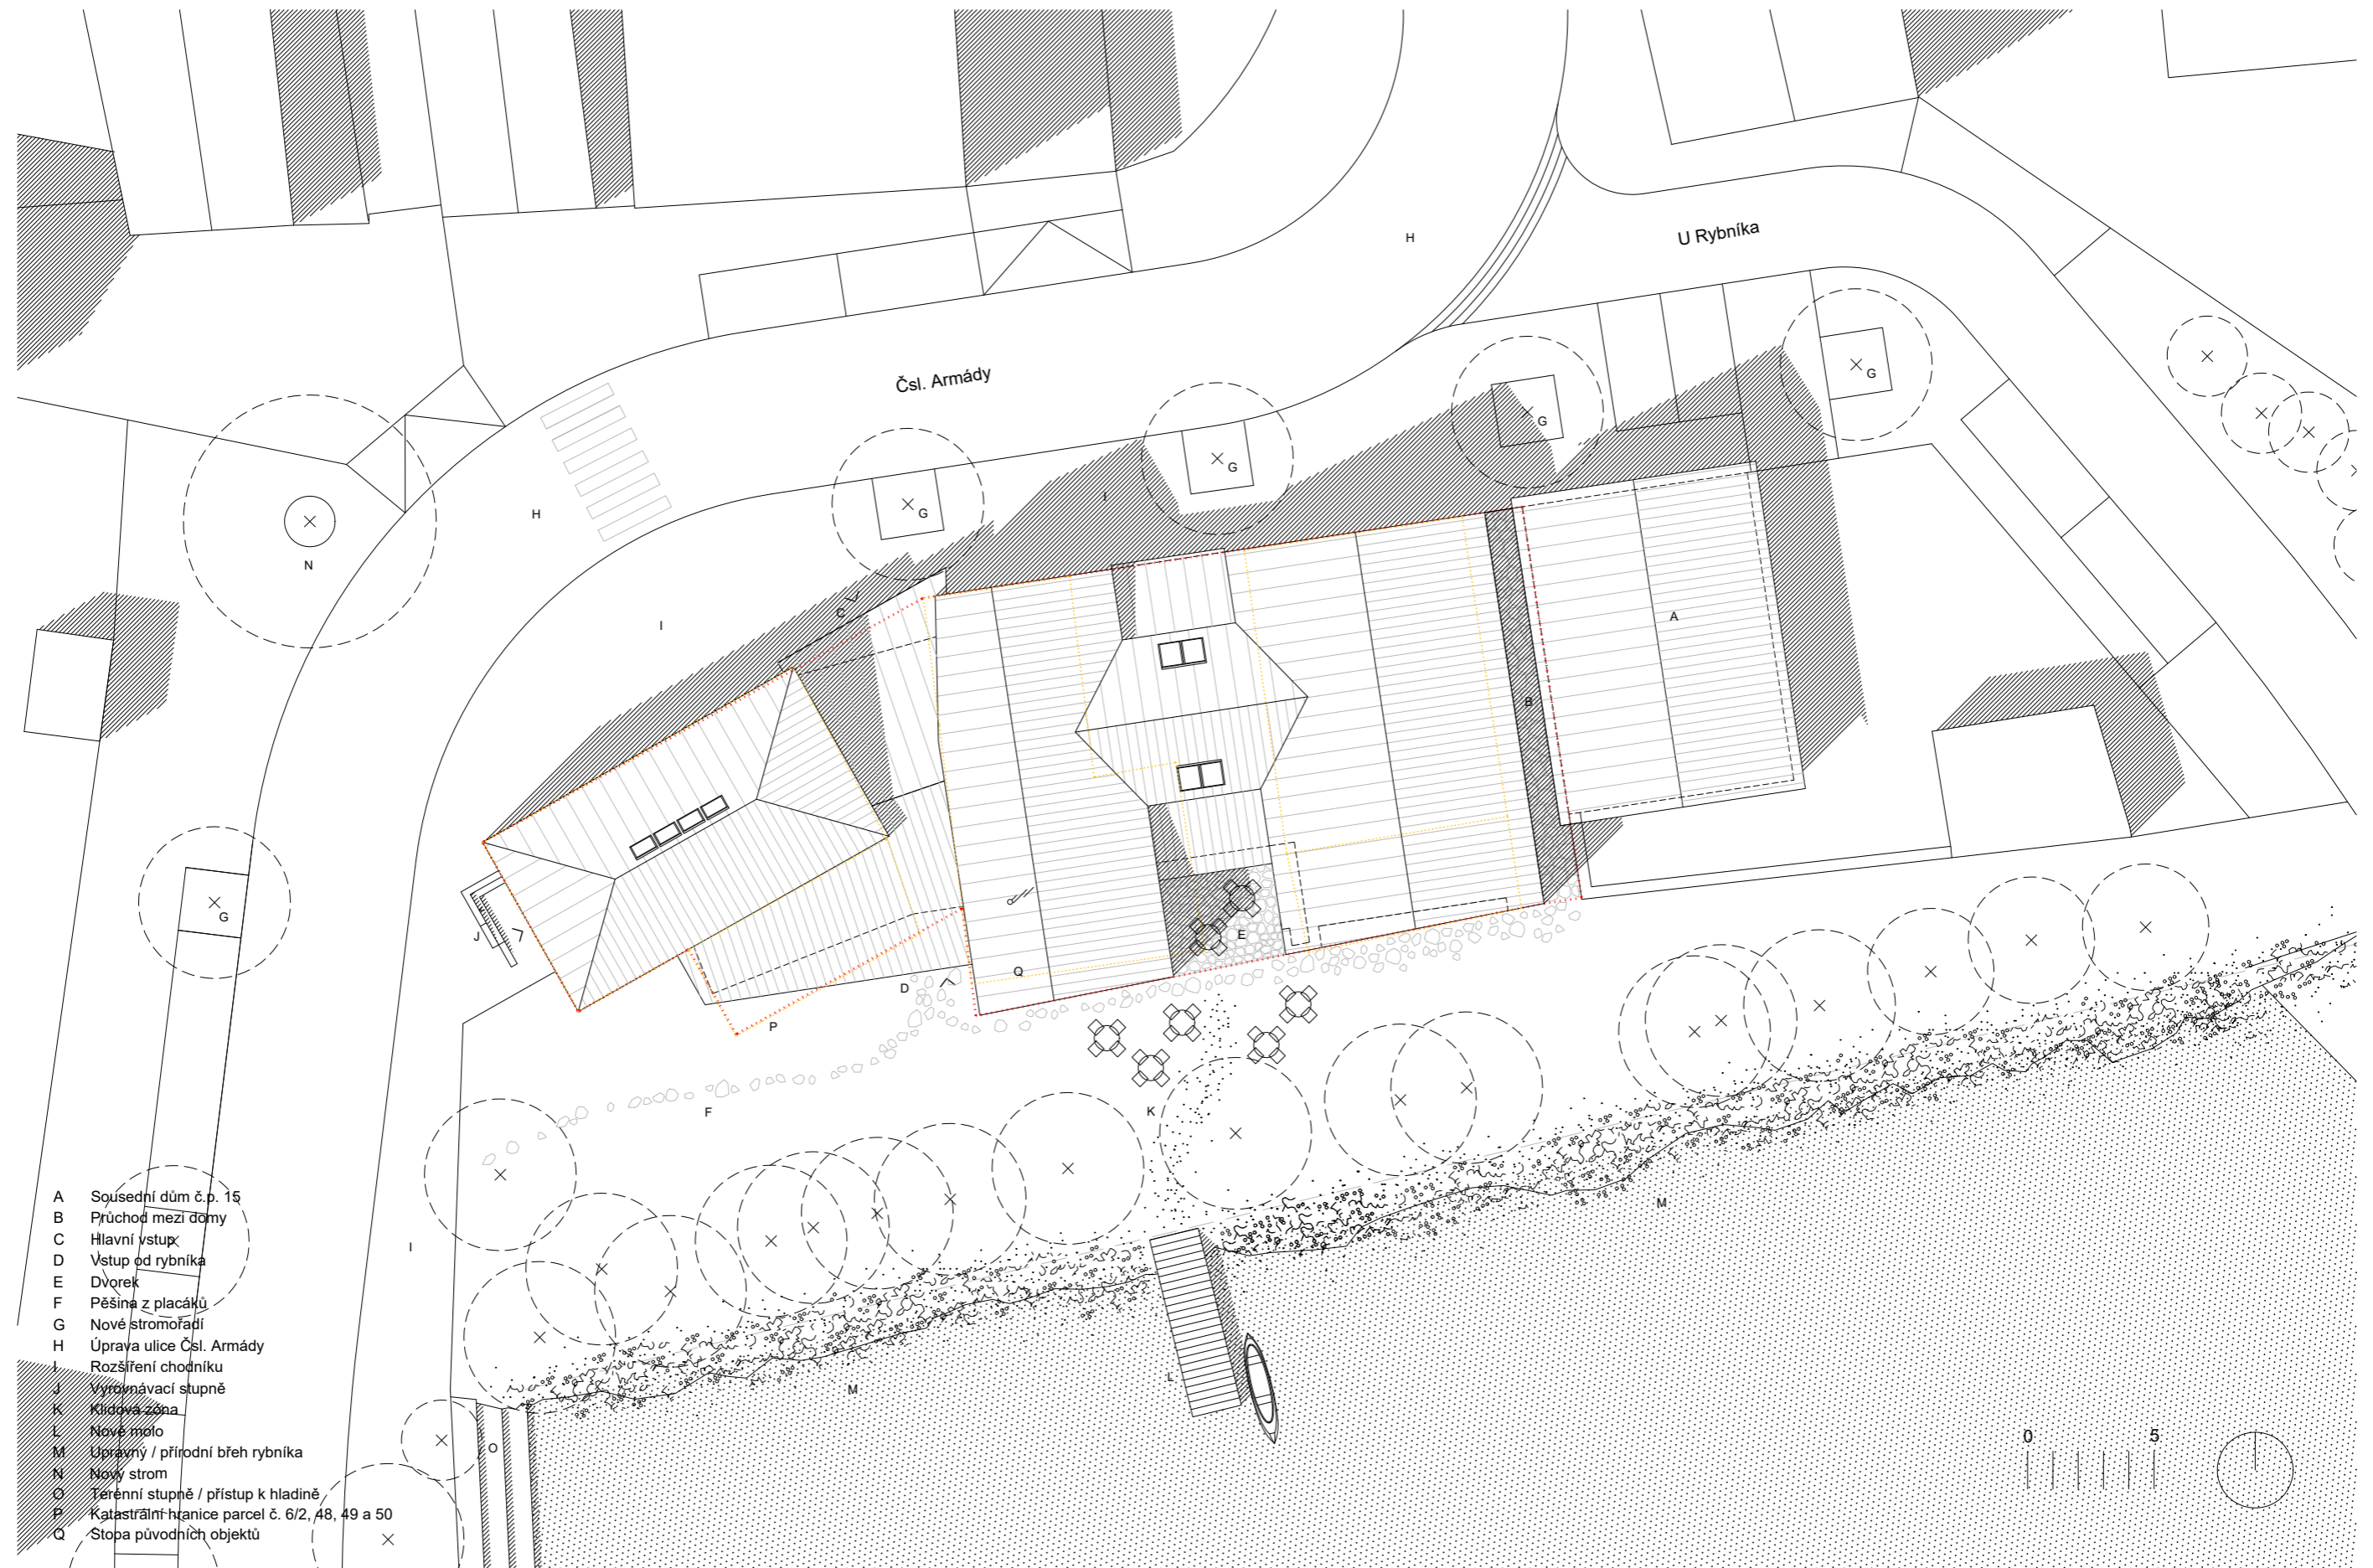 H
U Rybníka
Čsl. Armády
G
G
G
G
I
H
N
C
I
A
B
G
J
E
Q
D
P
F
K
I
M
M
L
O
A Sousední dům č.p. 15
B Průchod mezi domy
C Hlavní vstup
D Vstup od rybníka
E Dvorek
F Pěšina z placáků
G Nové stromořadí
H Úprava ulice Čsl. Armády
I Rozšíření chodníku
J Vyrovnávací stupně
K Klidová zóna
L Nové molo
M Upravný / přírodní břeh rybníka
N Nový strom
O Terénní stupně / přístup k hladině
P Katastrální hranice parcel č. 6/2, 48, 49 a 50
Q Stopa původních objektů
0 5